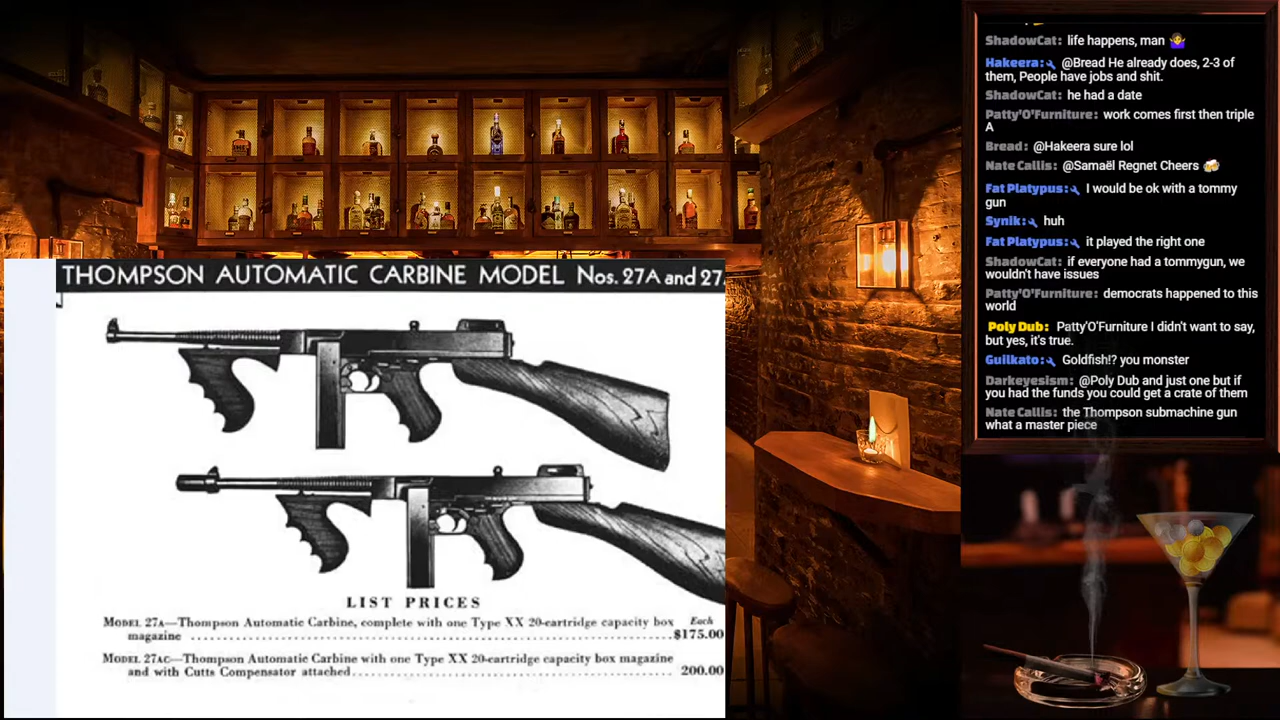 THOMPSON AUTOMATIC CARBINE MODEL Nos. 27A and 27
LIST PRICES
Each
MODEL 27A—Thompson Automatic Carbine, complete with one Type XX 20-cartridge capacity box
magazine ........ $175.00
MODEL 27AC—Thompson Automatic Carbine with one Type XX 20-cartridge capacity box magazine
and with Cutts Compensator attached........ 200.00
ShadowCat: life happens, man 🤷‍♀️
Hakeera: @Bread He already does, 2-3 of
them, People have jobs and shit.
ShadowCat: he had a date
Patty'O'Furniture: work comes first then triple
A
Bread: @Hakeera sure lol
Nate Callis: @Samaël Regnet Cheers 🍻
Fat Platypus: I would be ok with a tommy
gun
Synik: huh
Fat Platypus: it played the right one
ShadowCat: if everyone had a tommygun, we
wouldn't have issues
Patty'O'Furniture: democrats happened to this
world
Poly Dub: Patty'O'Furniture I didn't want to say,
but yes, it's true.
Guilkato: Goldfish!? you monster
Darkeyesism: @Poly Dub and just one but if
you had the funds you could get a crate of them
Nate Callis: the Thompson submachine gun
what a master piece